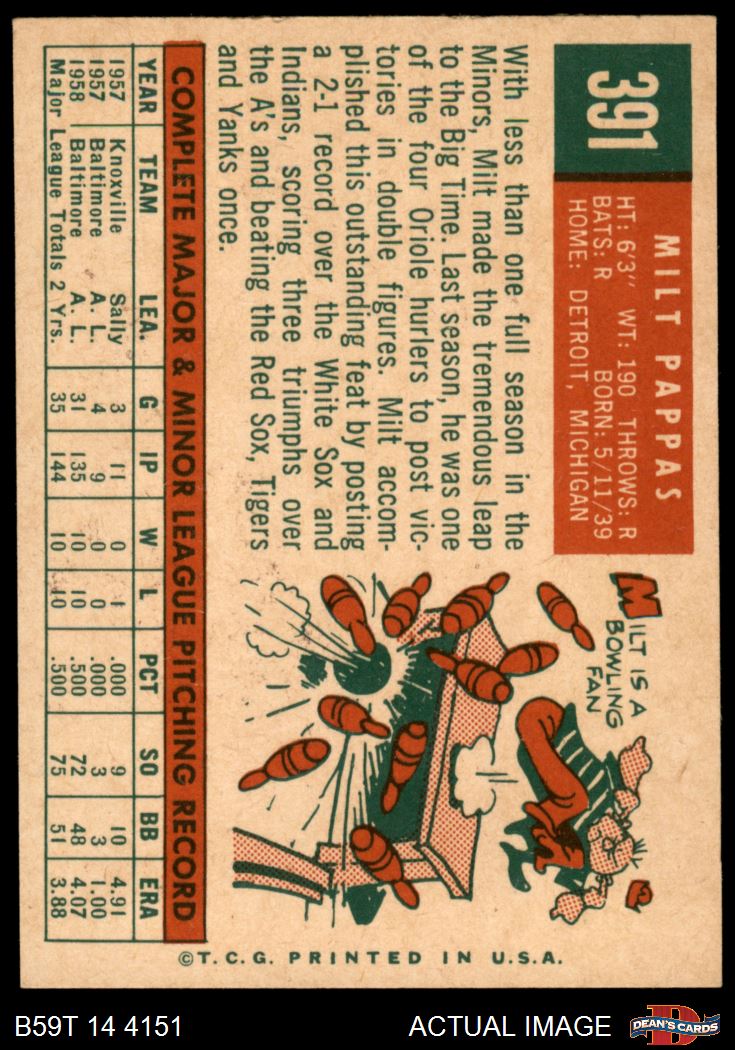 391
MILT PAPPAS
HT: 6'3" WT: 190 THROWS: R
BATS: R BORN: 5/11/39
HOME: DETROIT, MICHIGAN
With less than one full season in the
Minors, Milt made the tremendous leap
to the Big Time. Last season, he was one
of the four Oriole hurlers to post vic-
tories in double figures. Milt accom-
plished this outstanding feat by posting
a 2-1 record over the White Sox and
Indians, scoring three triumphs over
the A's and beating the Red Sox, Tigers
and Yanks once.
MILT IS A
BOWLING
FAN
COMPLETE MAJOR & MINOR LEAGUE PITCHING RECORD
YEAR TEAM LEA. G IP W L PCT SO BB ERA
1957 Knoxville Sally 3 11 0 1 .000 9 10 4.91
1957 Baltimore A. L. 4 9 0 0 .000 3 3 1.00
1958 Baltimore A. L. 31 135 10 10 .500 72 48 4.07
Major League Totals 2 Yrs. 35 144 10 10 .500 75 51 3.88
©T.C.G. PRINTED IN U.S.A.
B59T 14 4151
ACTUAL IMAGE
D
DEAN'S CARDS